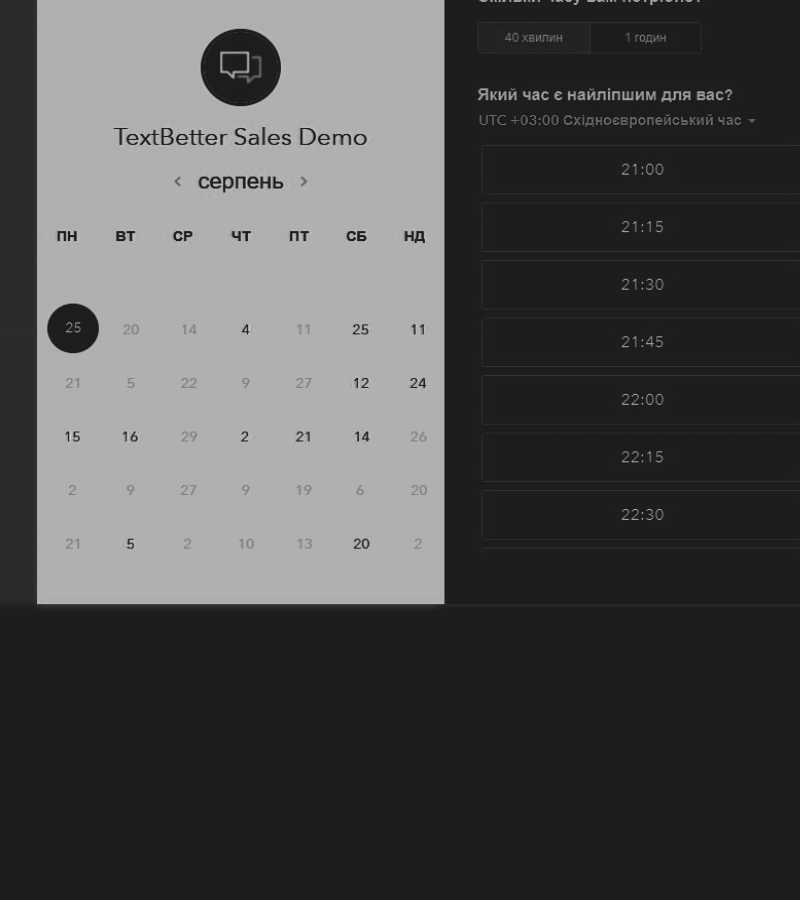 TextBetter Sales Demo
серпень
ПН ВТ СР ЧТ ПТ СБ НД
25 20 14 4 11 25 11
21 5 22 9 27 12 24
15 16 29 2 21 14 26
2 9 27 9 19 6 20
21 5 2 10 13 20 2
40 хвилин 1 годин
Який час є найліпшим для вас?
UTC +03:00 Східноєвропейський час
21:00
21:15
21:30
21:45
22:00
22:15
22:30